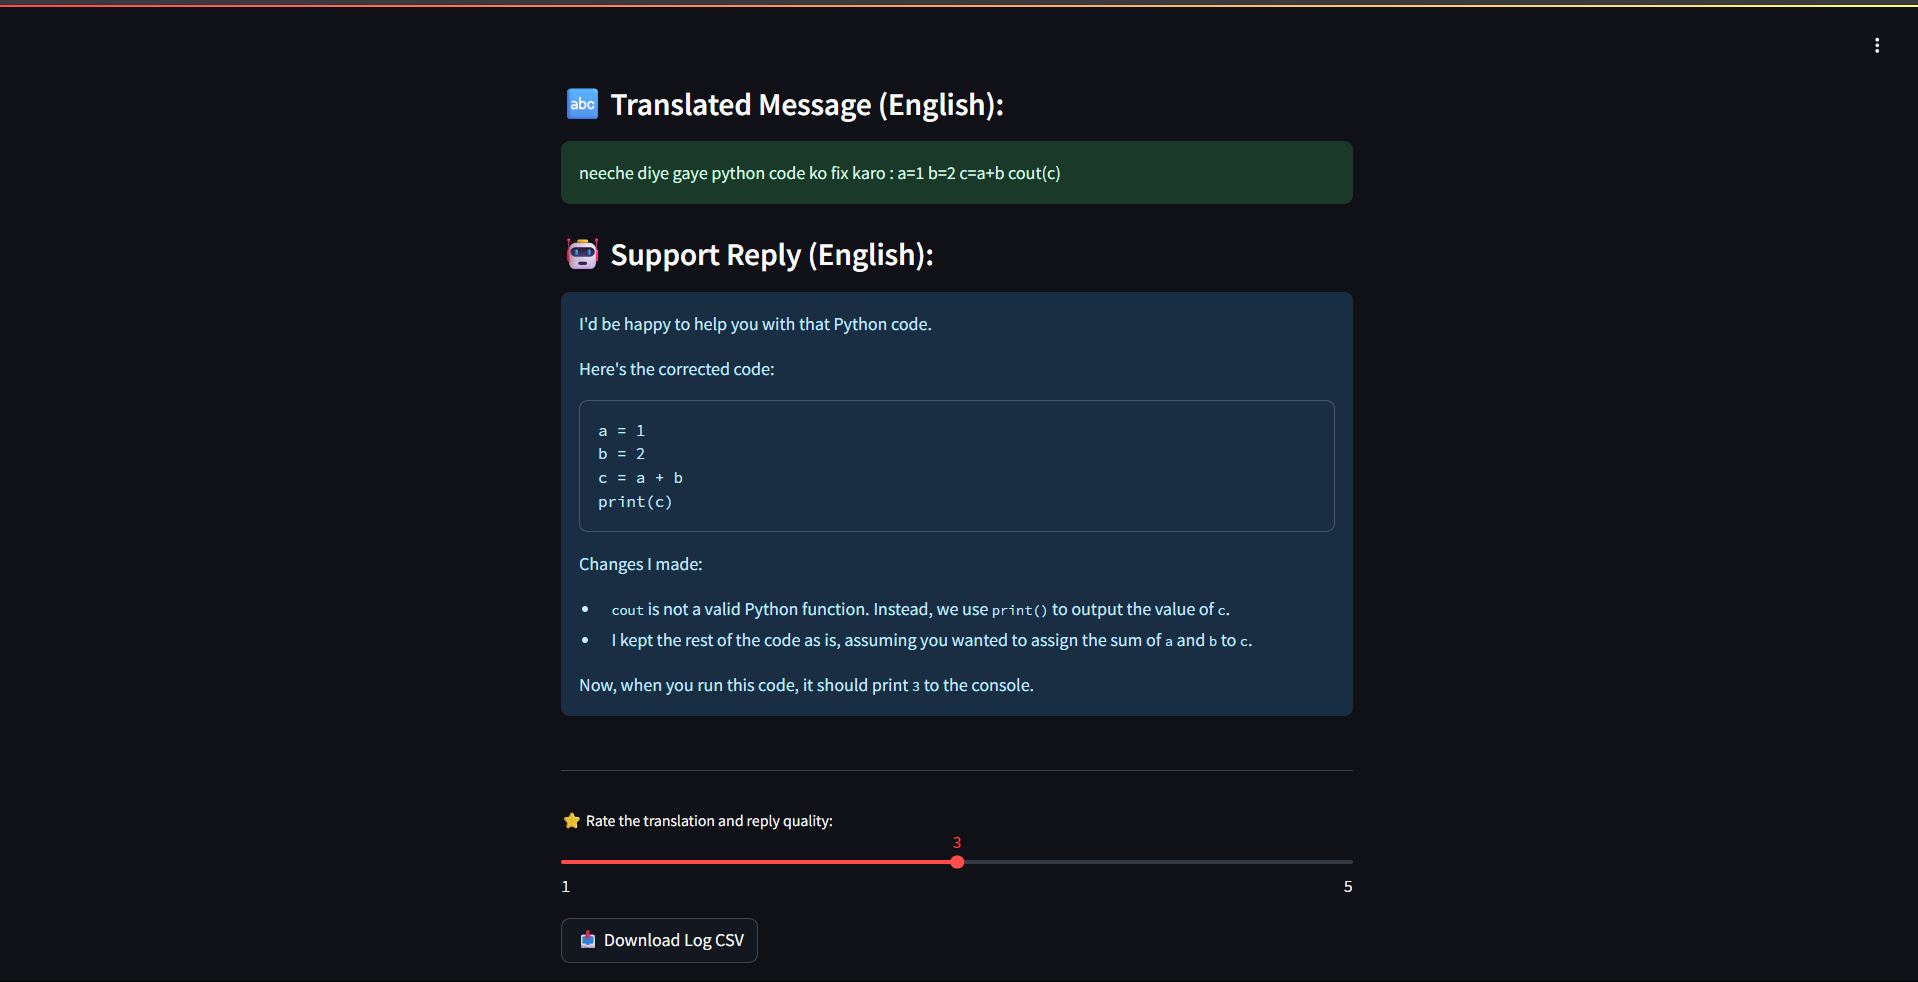 abc Translated Message (English):
neeche diye gaye python code ko fix karo : a=1 b=2 c=a+b cout(c)
Support Reply (English):
I'd be happy to help you with that Python code.
Here's the corrected code:
a = 1
b = 2
c = a + b
print(c)
Changes I made:
• cout is not a valid Python function. Instead, we use print() to output the value of c.
• I kept the rest of the code as is, assuming you wanted to assign the sum of a and b to c.
Now, when you run this code, it should print 3 to the console.
Rate the translation and reply quality:
3
1 5
Download Log CSV